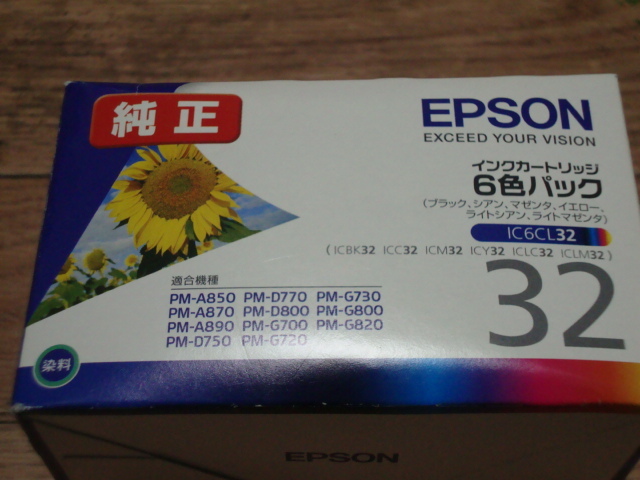 純正
EPSON
EXCEED YOUR VISION
インクカートリッジ
6色パック
(ブラック、シアン、マゼンタ、イエロー、
ライトシアン、ライトマゼンタ)
IC6CL32
(ICBK32 ICC32 ICM32 ICY32 ICLC32 ICLM32)
32
適合機種
PM-A850 PM-D770 PM-G730
PM-A870 PM-D800 PM-G800
PM-A890 PM-G700 PM-G820
PM-D750 PM-G720
染料
EPSON